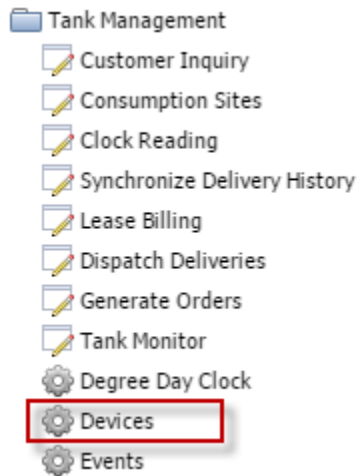 Tank Management
Customer Inquiry
Consumption Sites
Clock Reading
Synchronize Delivery History
Lease Billing
Dispatch Deliveries
Generate Orders
Tank Monitor
Degree Day Clock
Devices
Events